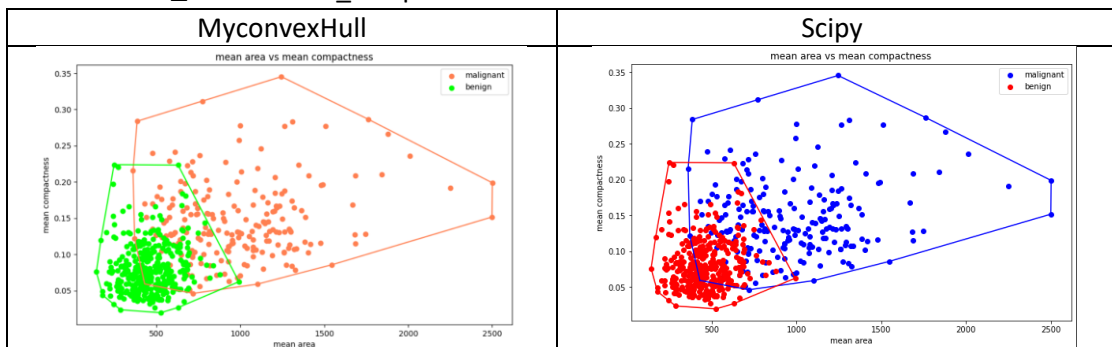 MyconvexHull
Scipy
mean area vs mean compactness
malignant
benign
0.35
0.30
0.25
0.20
0.15
0.10
0.05
mean compactness
500
1000
1500
2000
2500
mean area
mean area vs mean compactness
malignant
benign
0.35
0.30
0.25
0.20
0.15
0.10
0.05
mean compactness
500
1000
1500
2000
2500
mean area